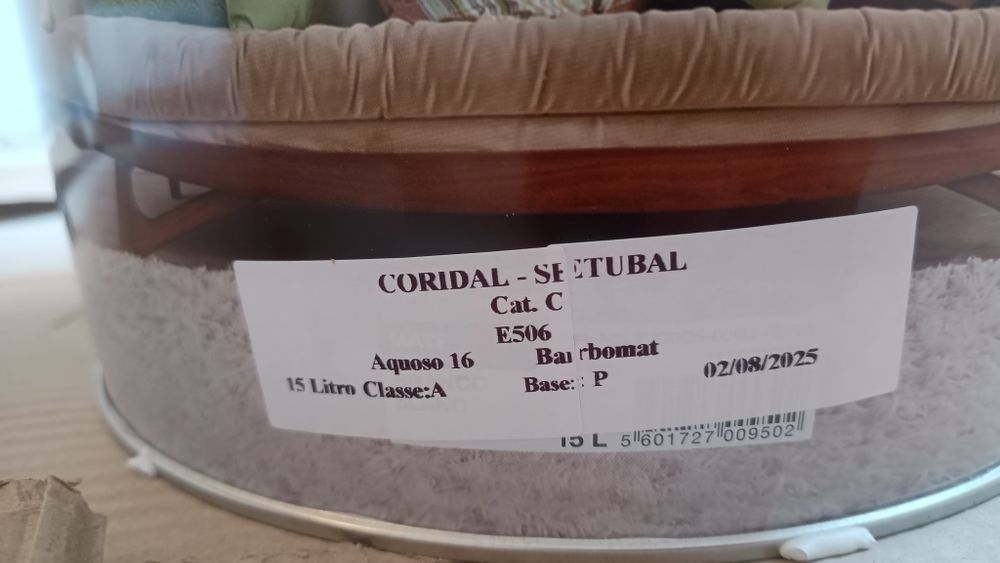 CORIDAL - SETUBAL
Cat. C
E506
Aquoso 16 Barbomat
15 Litro Classe:A Base: P 02/08/2025
15 L 5 601727 009502